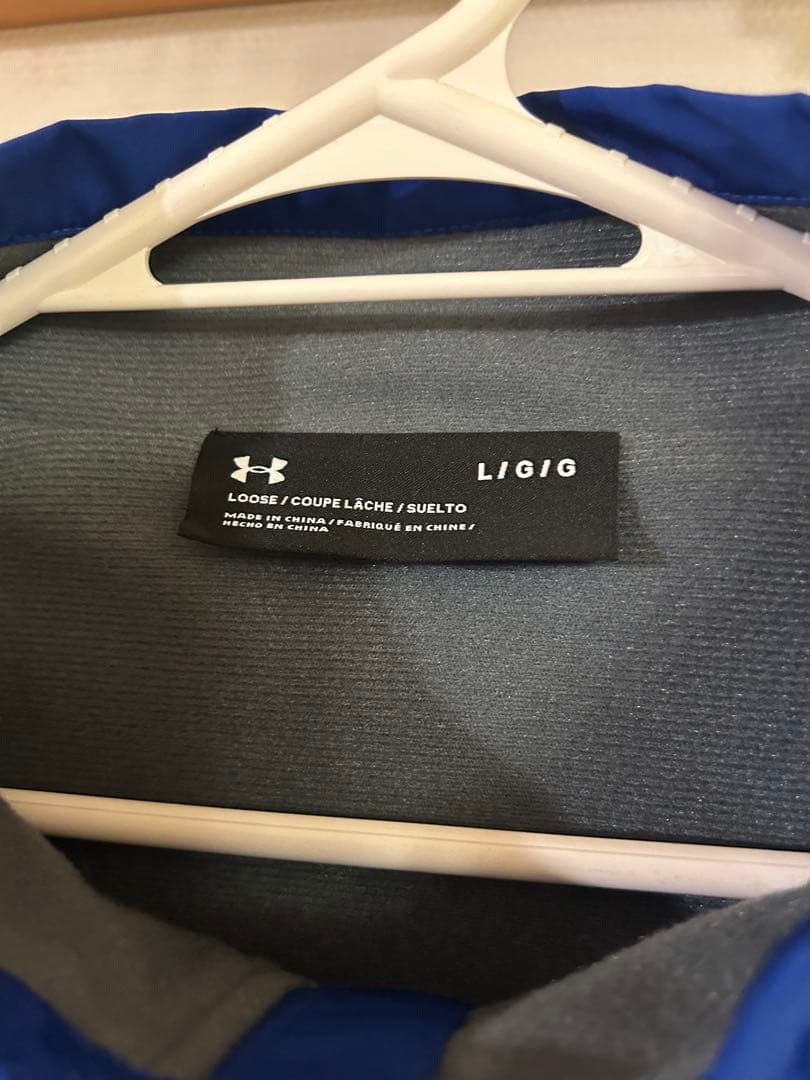 L/G/G
LOOSE / COUPE LÂCHE / SUELTO
MADE IN CHINA / FABRIQUÉ EN CHINE /
HECHO EN CHINA